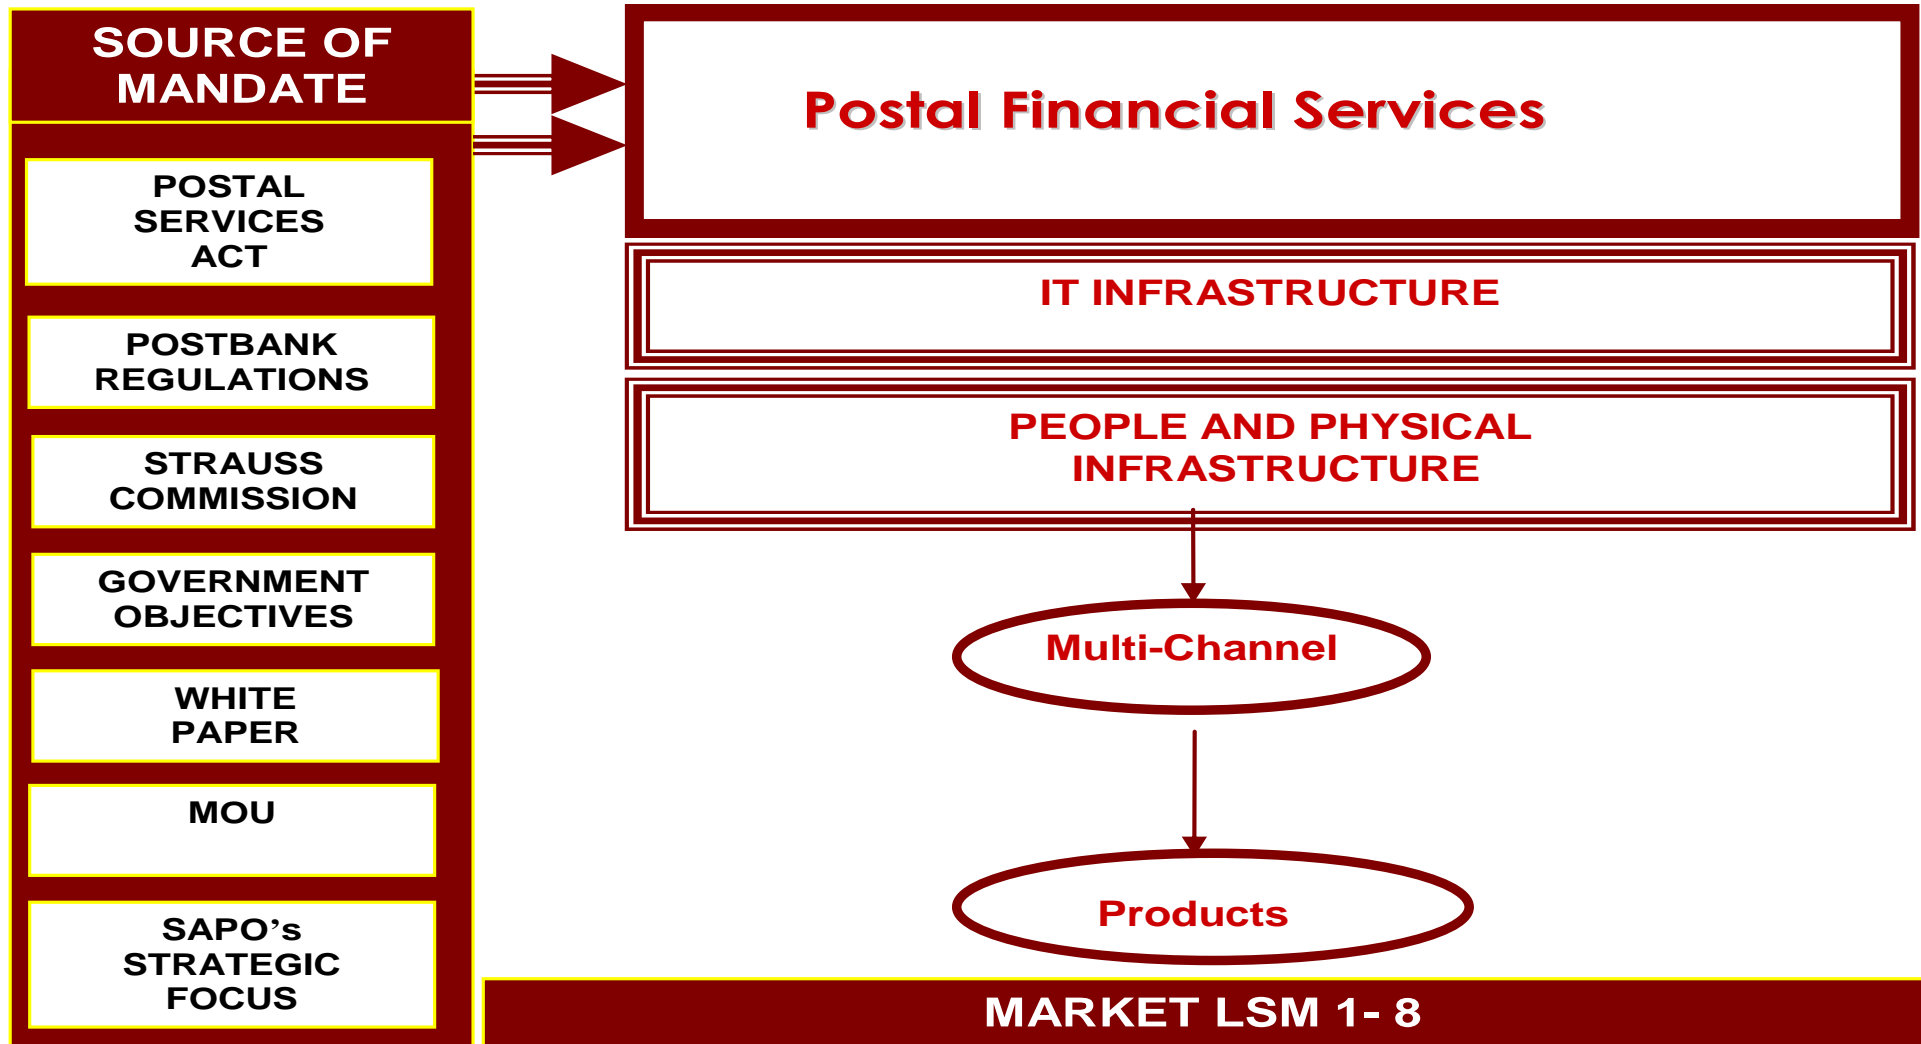 SOURCE OF
MANDATE
POSTAL
SERVICES
ACT
POSTBANK
REGULATIONS
STRAUSS
COMMISSION
GOVERNMENT
OBJECTIVES
WHITE
PAPER
MOU
SAPO’s
STRATEGIC
FOCUS
Postal Financial Services
IT INFRASTRUCTURE
PEOPLE AND PHYSICAL
INFRASTRUCTURE
Multi-Channel
Products
MARKET LSM 1- 8